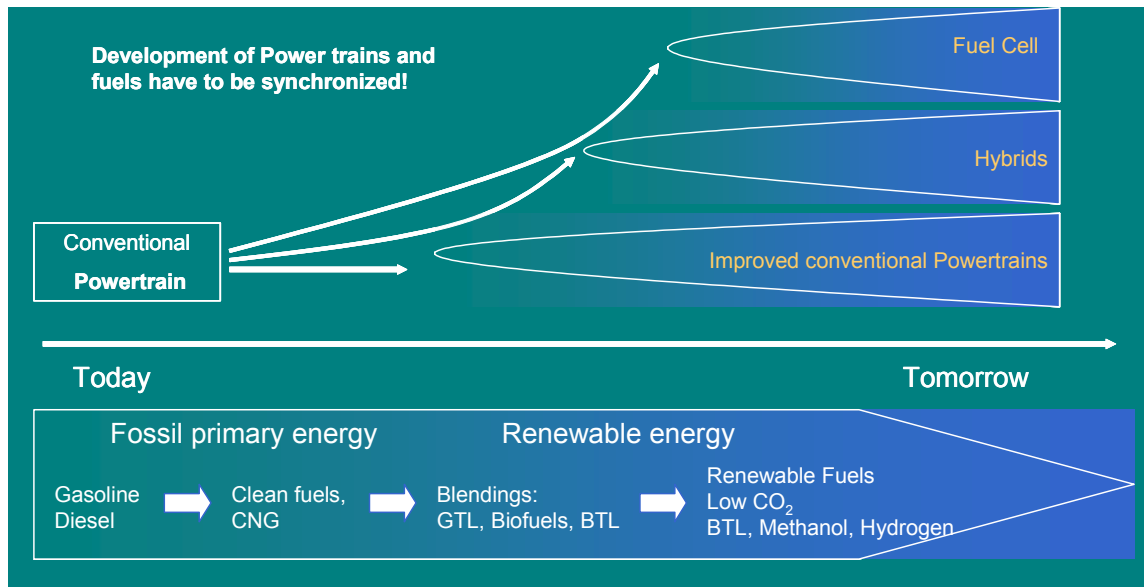 Development of Power trains and
fuels have to be synchronized!
Fuel Cell
Hybrids
Conventional
Powertrain
Improved conventional Powertrains
Today
Tomorrow
Fossil primary energy
Renewable energy
Gasoline
Diesel
Clean fuels,
CNG
Blendings:
GTL, Biofuels, BTL
Renewable Fuels
Low CO₂
BTL, Methanol, Hydrogen